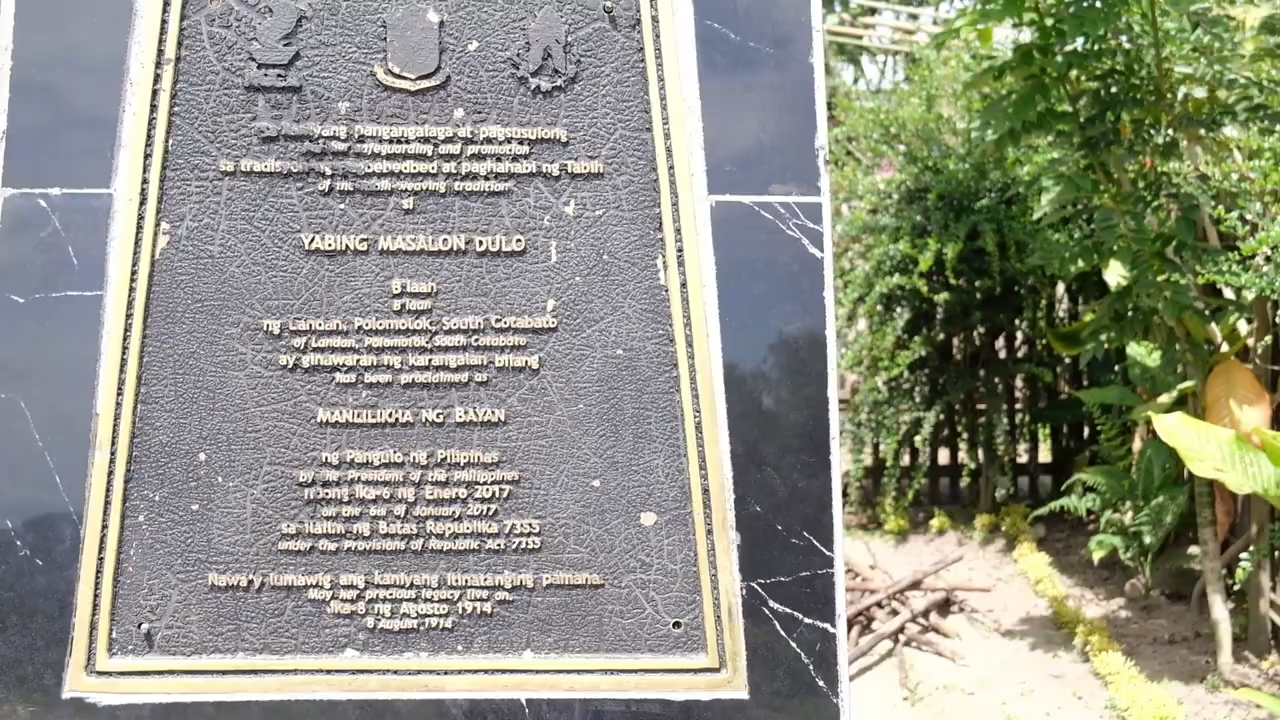 yang pangangalaga at pagsusulong
safeguarding and promotion
sa tradisyon at paghahabi ng Tabih
of the weaving tradition
si
YABING MASALON DULO
B'laan
B'laan
ng Landan, Polomolok, South Cotabato
of Landan, Polomolok, South Cotabato
ay ginawaran ng karangalan bilang
has been proclaimed as
MANLILIKHA NG BAYAN
ng Pangulo ng Pilipinas
by the President of the Philippines
noong ika-6 ng Enero 2017
on the 6th of January 2017
sa ilalim ng Batas Republika 7355
under the Provisions of Republic Act 7355
Nawa'y lumawig ang kaniyang itinatanging pamana.
May her precious legacy live on.
Ika-8 ng Agosto 1914
8 August 1914